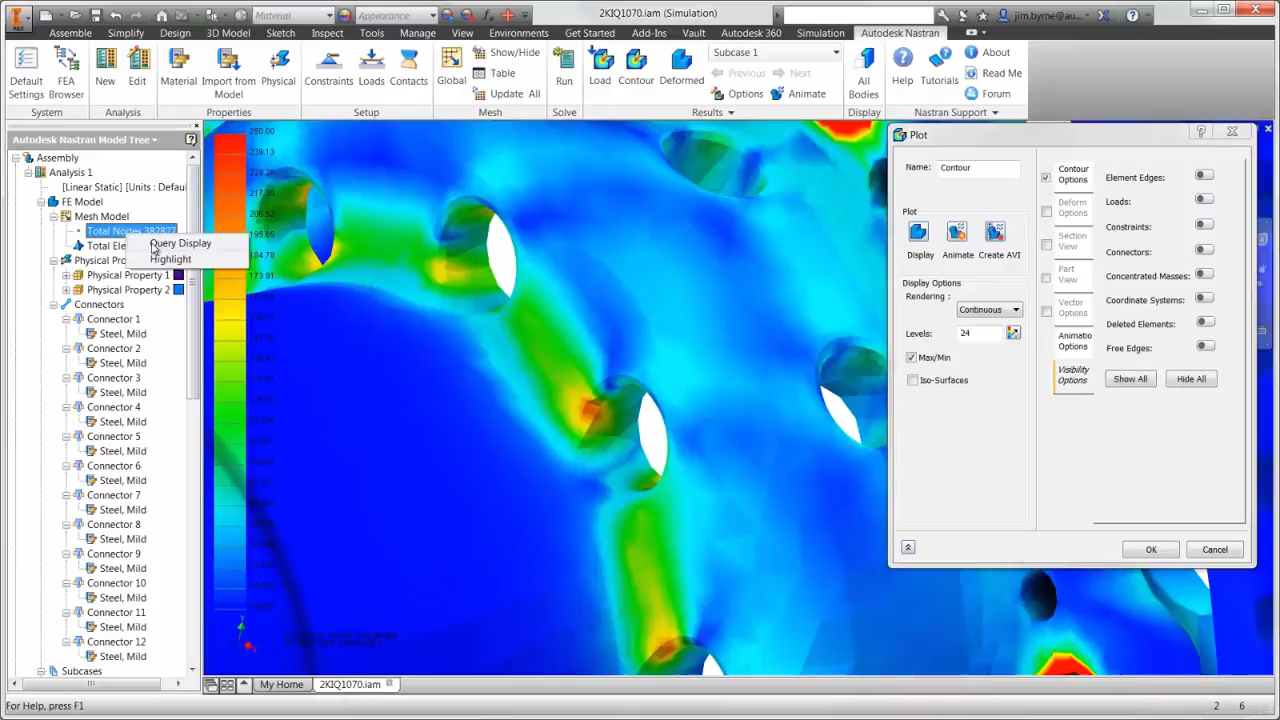 PRO
Material
Appearance
2KIQ1070.iam (Simulation)
jim.byrne@au...
Assembly Simplify Design 3D Model Sketch Inspect Tools Manage View Environments Get Started Add-Ins Vault Autodesk 360 Simulation Autodesk Nastran
Default Settings
FEA Browser
System
New
Edit
Analysis
Material
Import from Model
Physical
Properties
Constraints
Loads
Contacts
Setup
Global
Show/Hide
Table
Update All
Mesh
Run
Solve
Load
Contour
Deformed
Subcase 1
Previous
Next
Options
Animate
Results
All Bodies
Display
Help
Tutorials
About
Read Me
Forum
Nastran Support
Autodesk Nastran Model Tree
Assembly
Analysis 1
[Linear Static] [Units : Defau
FE Model
Mesh Model
Total Nodes 382827
Total Ele
Query Display
Highlight
Physical Pro
Physical Property 1
Physical Property 2
Connectors
Connector 1
Steel, Mild
Connector 2
Steel, Mild
Connector 3
Steel, Mild
Connector 4
Steel, Mild
Connector 5
Steel, Mild
Connector 6
Steel, Mild
Connector 7
Steel, Mild
Connector 8
Steel, Mild
Connector 9
Steel, Mild
Connector 10
Steel, Mild
Connector 11
Steel, Mild
Connector 12
Steel, Mild
Subcases
250.00
239.13
217.39
206.52
195.65
184.78
173.91
Plot
Name: Contour
Plot
Display
Animate
Create AVI
Display Options
Rendering :
Continuous
Levels: 24
Max/Min
Iso-Surfaces
Contour Options
Deform Options
Section View
Part View
Vector Options
Animatio Options
Visibility Options
Element Edges:
Loads:
Constraints:
Connectors:
Concentrated Masses:
Coordinate Systems:
Deleted Elements:
Free Edges:
Show All
Hide All
OK
Cancel
My Home
2KIQ1070.iam
For Help, press F1
2 6